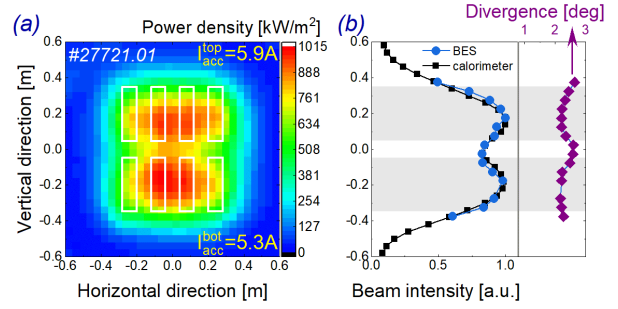 (a)
Power density [kW/m²]
(b)
Divergence [deg]
1 2 3
#27721.01
I top acc =5.9A
I bot acc =5.3A
0.6
0.4
0.2
0.0
-0.2
-0.4
-0.6
-0.6 -0.4 -0.2 0.0 0.2 0.4 0.6
Vertical direction [m]
Horizontal direction [m]
1015
888
761
634
508
381
254
127
0
BES
calorimeter
0.6
0.4
0.2
0.0
-0.2
-0.4
-0.6
0.0 0.5 1.0
Beam intensity [a.u.]